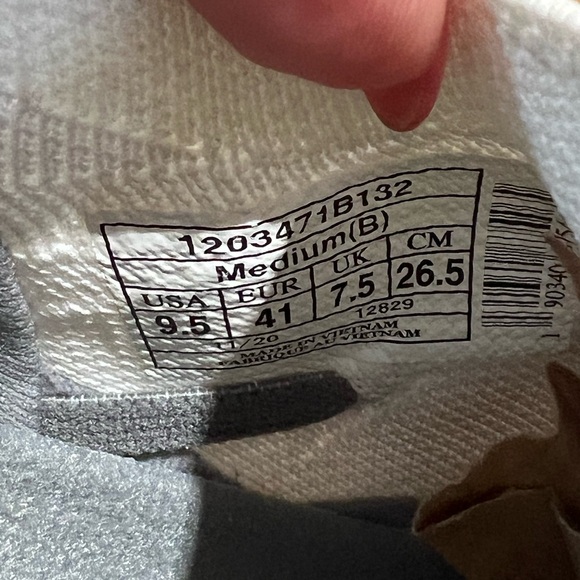 1203471B132
Medium(B)
USA EUR UK CM
9.5 41 7.5 26.5
11/20 12829
MADE IN VIETNAM
FABRIQUE AU VIETNAM